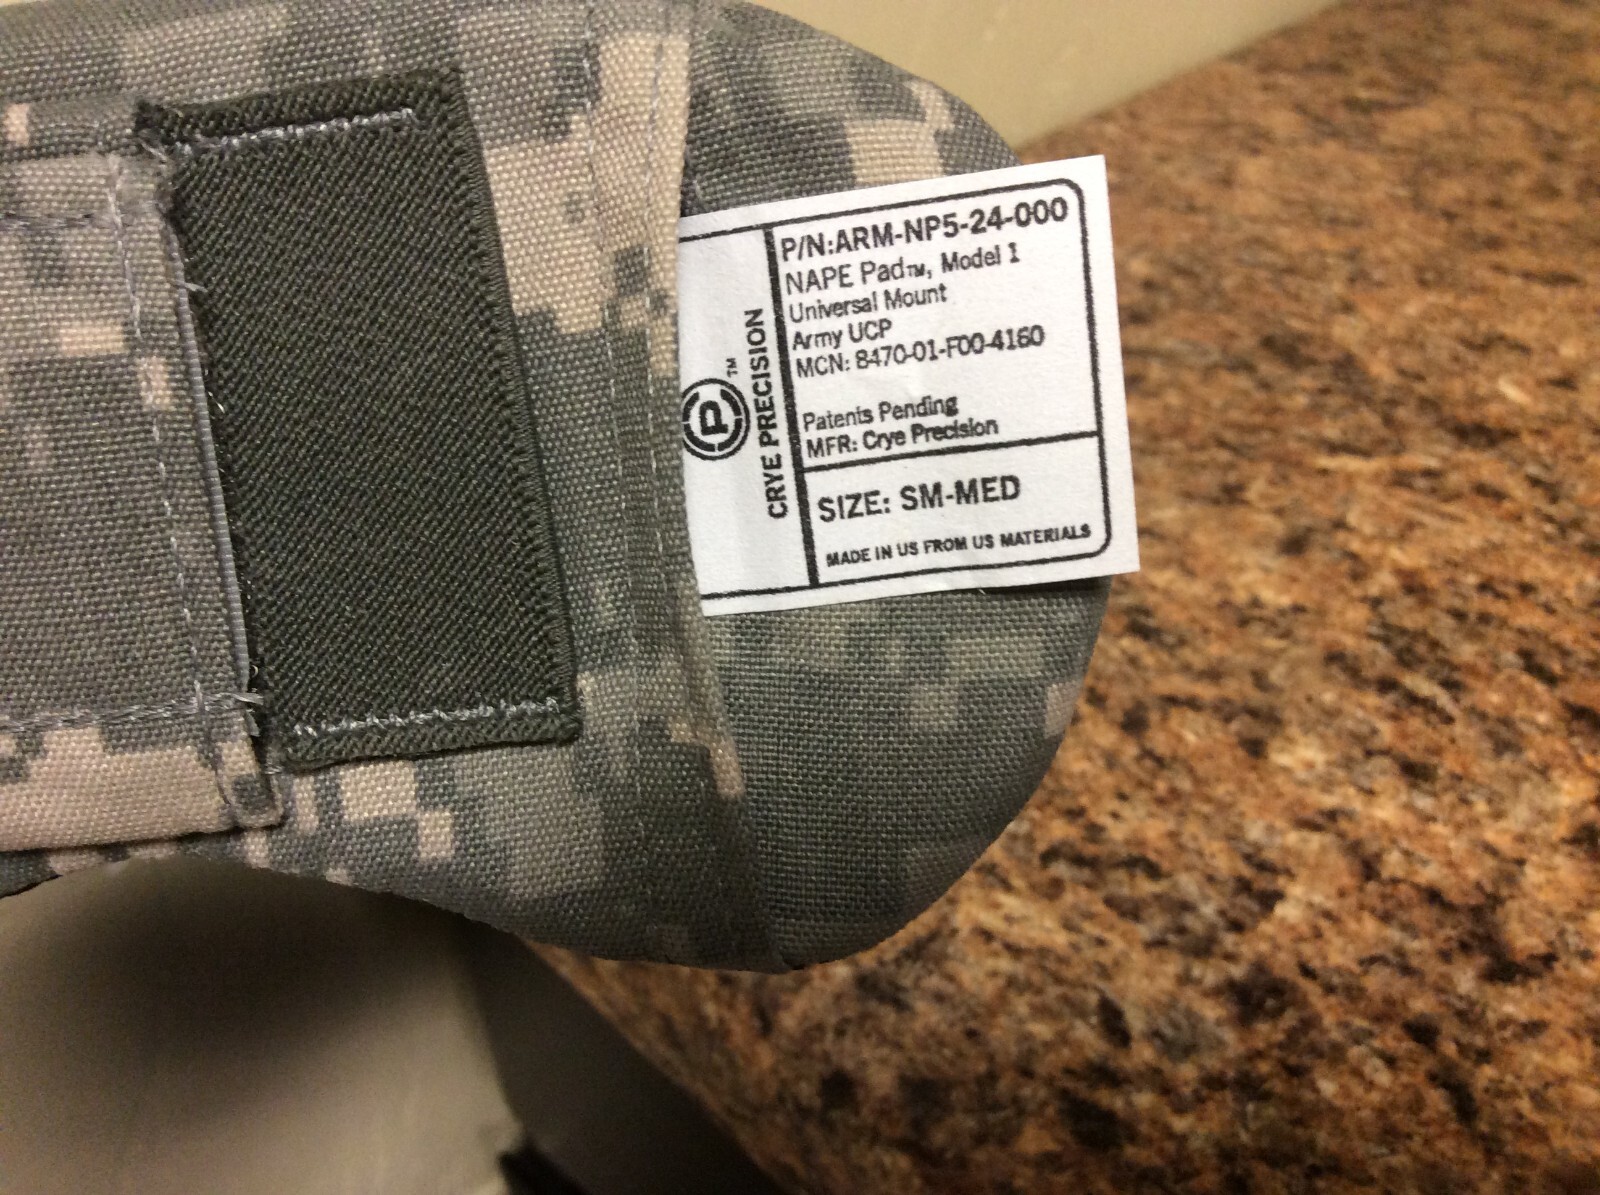 P
TM
CRYE PRECISION
P/N:ARM-NP5-24-000
NAPE Pad™, Model 1
Universal Mount
Army UCP
MCN: 8470-01-F00-4160
Patents Pending
MFR: Crye Precision
SIZE: SM-MED
MADE IN US FROM US MATERIALS